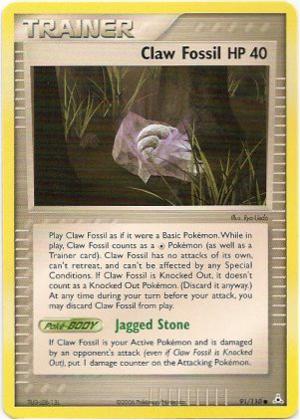 TRAINER
Claw Fossil HP 40
Illus. Ryo Ueda
Play Claw Fossil as if it were a Basic Pokémon. While in
play, Claw Fossil counts as a Pokémon (as well as a
Trainer card). Claw Fossil has no attacks of its own,
can't retreat, and can't be affected by any Special
Conditions. If Claw Fossil is Knocked Out, it doesn't
count as a Knocked Out Pokémon. (Discard it anyway.)
At any time during your turn before your attack, you
may discard Claw Fossil from play.
Poké-BODY Jagged Stone
If Claw Fossil is your Active Pokémon and is damaged
by an opponent's attack (even if Claw Fossil is Knocked
Out), put 1 damage counter on the Attacking Pokémon.
©2006 Pokémon
91/110